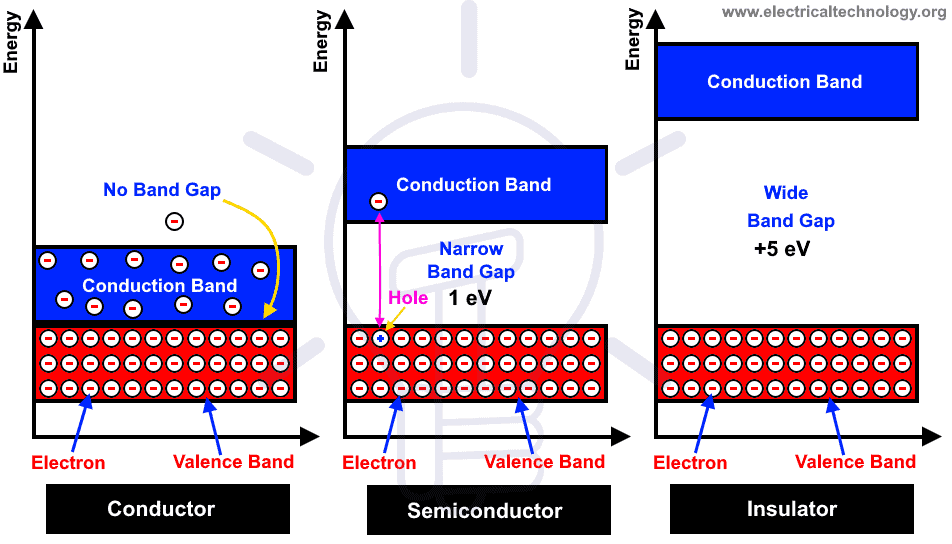 www.electricaltechnology.org
Energy
No Band Gap
Conduction Band
Electron
Valence Band
Conductor
Energy
Conduction Band
Narrow
Band Gap
Hole
1 eV
Electron
Valence Band
Semiconductor
Energy
Conduction Band
Wide
Band Gap
+5 eV
Electron
Valence Band
Insulator